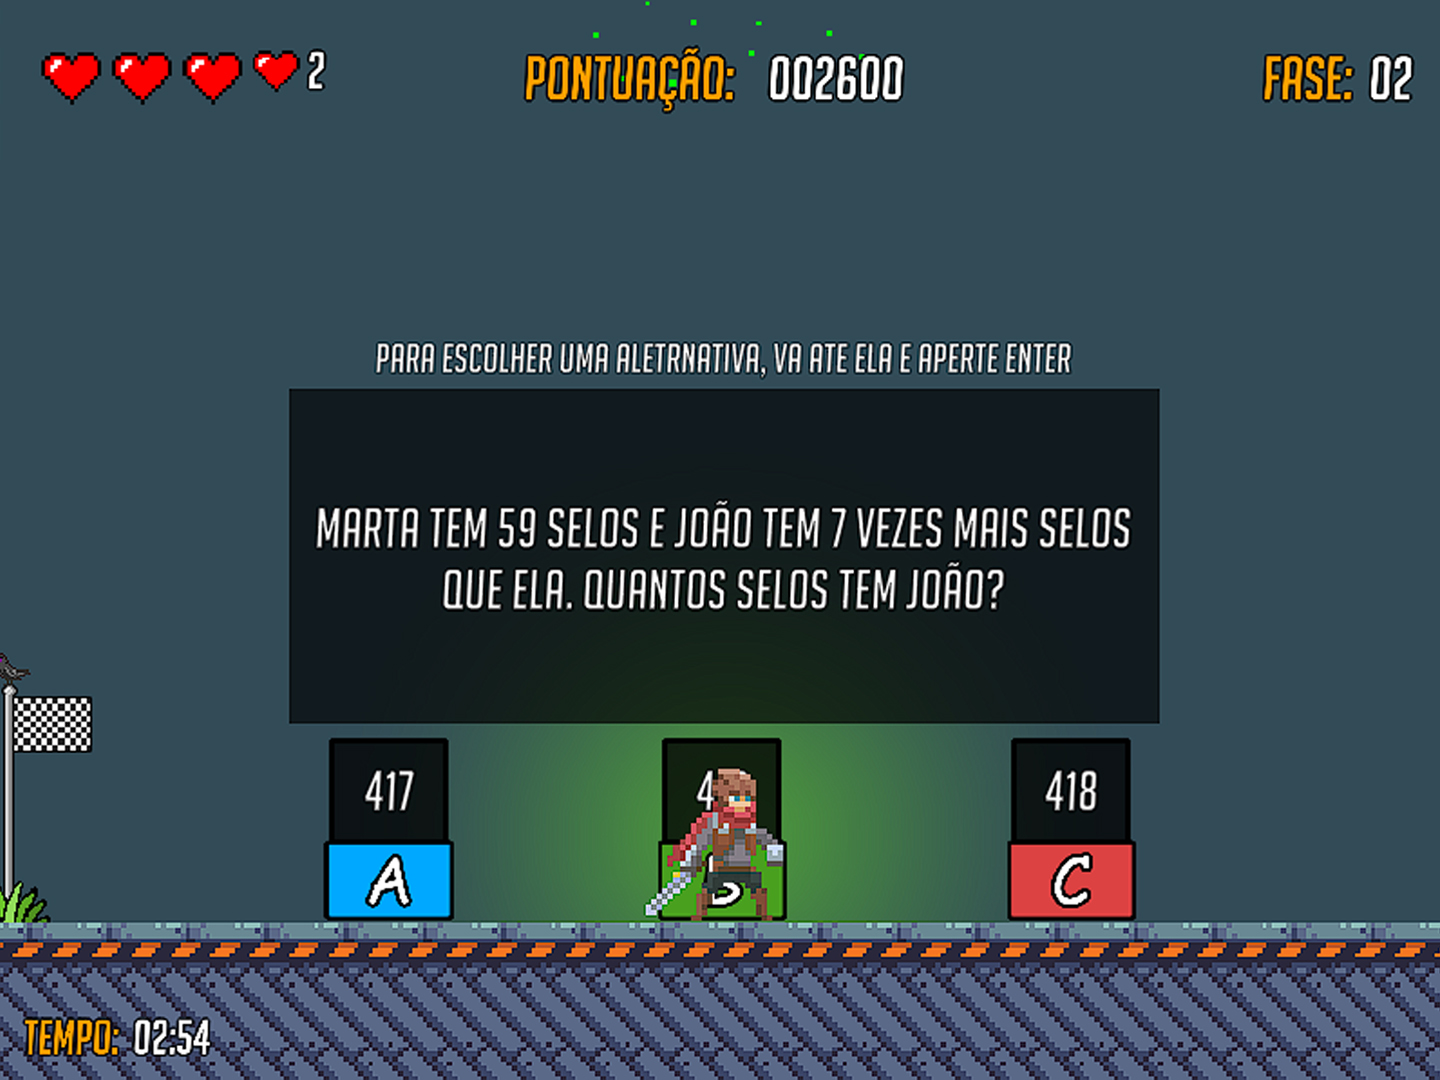 2
PONTUAÇÃO: 002600
FASE: 02
PARA ESCOLHER UMA ALETRNATIVA, VA ATE ELA E APERTE ENTER
MARTA TEM 59 SELOS E JOÃO TEM 7 VEZES MAIS SELOS
QUE ELA. QUANTOS SELOS TEM JOÃO?
417
418
A
C
TEMPO: 02:54